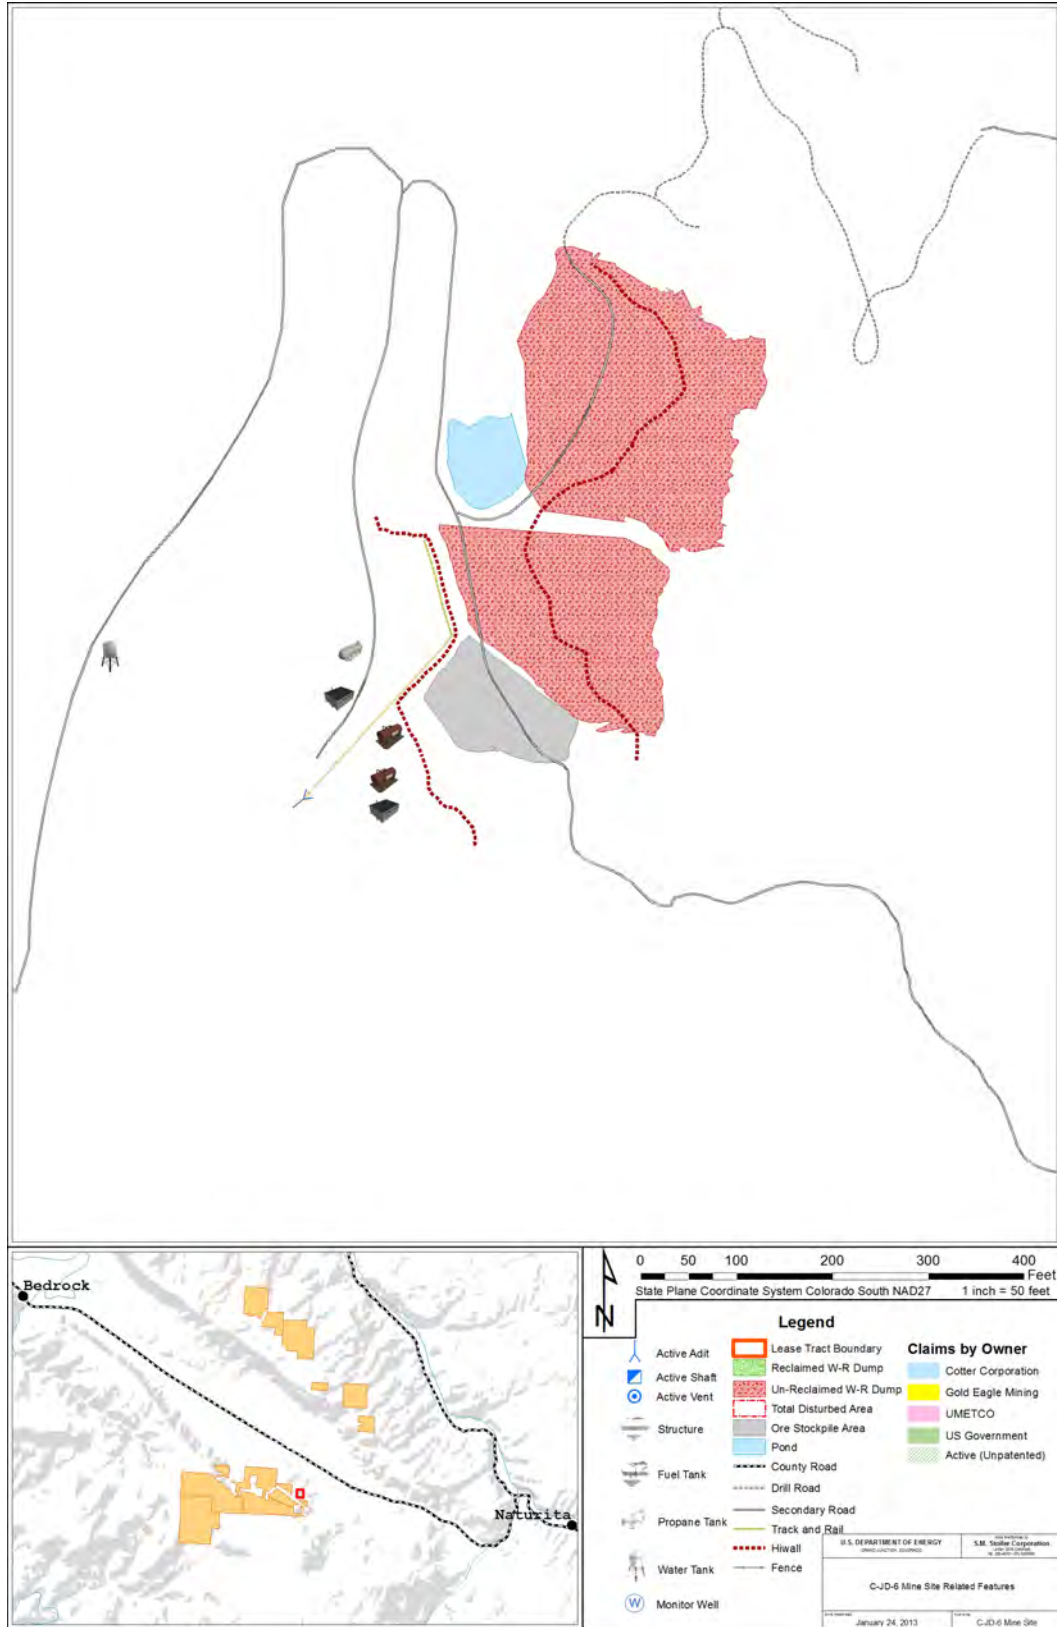 Bedrock
Naturita
N
0 50 100 200 300 400
Feet
State Plane Coordinate System Colorado South NAD27 1 inch = 50 feet
Legend
Active Adit
Active Shaft
Active Vent
Structure
Fuel Tank
Propane Tank
Water Tank
W Monitor Well
Lease Tract Boundary
Reclaimed W-R Dump
Un-Reclaimed W-R Dump
Total Disturbed Area
Ore Stockpile Area
Pond
County Road
Drill Road
Secondary Road
Track and Rail
Hiwall
Fence
Claims by Owner
Cotter Corporation
Gold Eagle Mining
UMETCO
US Government
Active (Unpatented)
U.S. DEPARTMENT OF ENERGY
S.M. Stoller Corporation
C-JD-6 Mine Site Related Features
January 24, 2013
C-JD-6 Mine Site